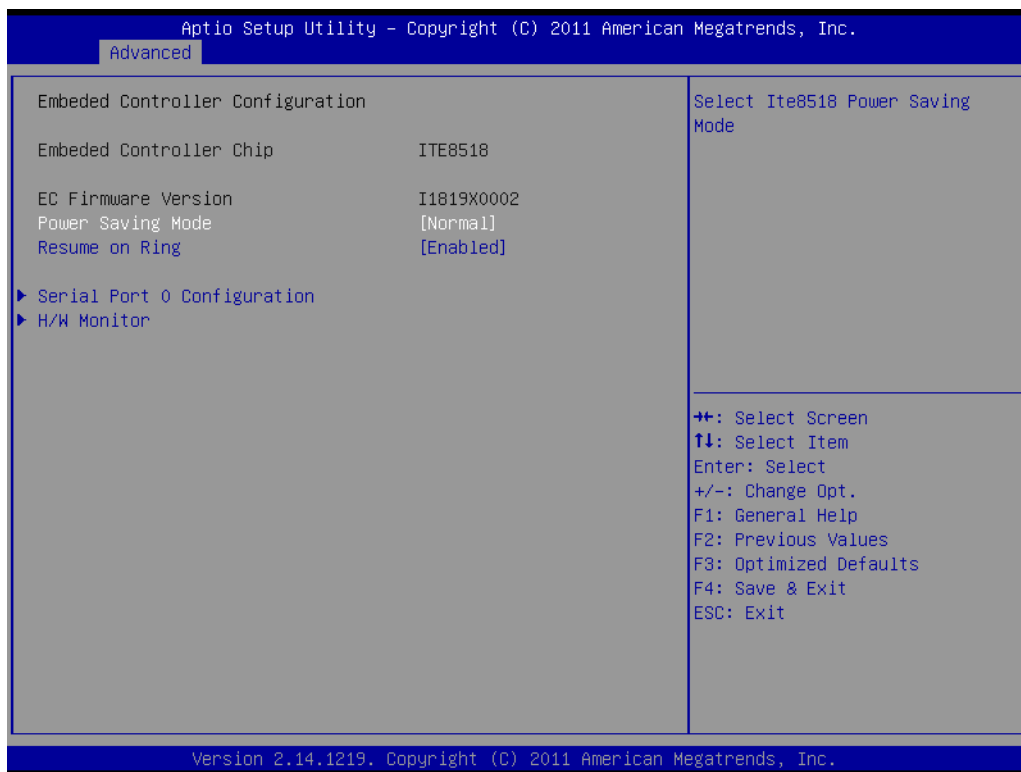 Aptio Setup Utility – Copyright (C) 2011 American Megatrends, Inc.
Advanced
Embeded Controller Configuration
Embeded Controller Chip ITE8518
EC Firmware Version I1819X0002
Power Saving Mode [Normal]
Resume on Ring [Enabled]
▶ Serial Port 0 Configuration
▶ H/W Monitor
Select Ite8518 Power Saving
Mode
→←: Select Screen
↑↓: Select Item
Enter: Select
+/-: Change Opt.
F1: General Help
F2: Previous Values
F3: Optimized Defaults
F4: Save & Exit
ESC: Exit
Version 2.14.1219. Copyright (C) 2011 American Megatrends, Inc.